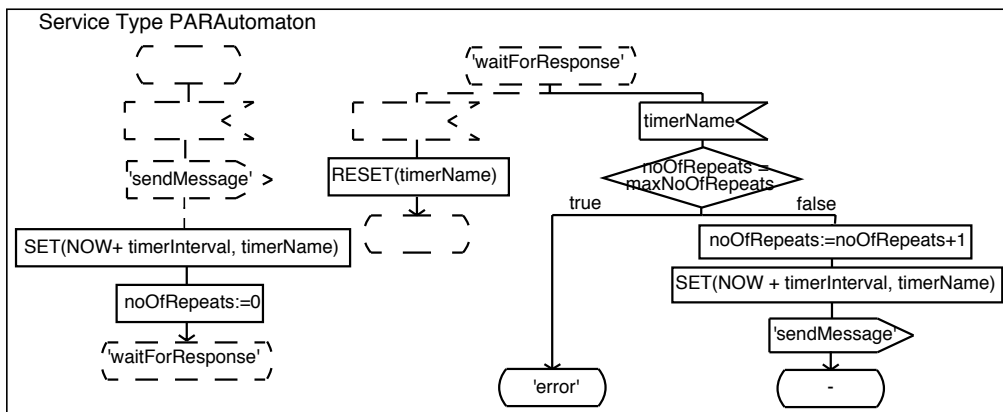 Service Type PARAutomaton
'sendMessage'
SET(NOW+ timerInterval, timerName)
noOfRepeats:=0
'waitForResponse'
'waitForResponse'
RESET(timerName)
timerName
noOfRepeats =
maxNoOfRepeats
true
false
noOfRepeats:=noOfRepeats+1
SET(NOW + timerInterval, timerName)
'sendMessage'
'error'
-